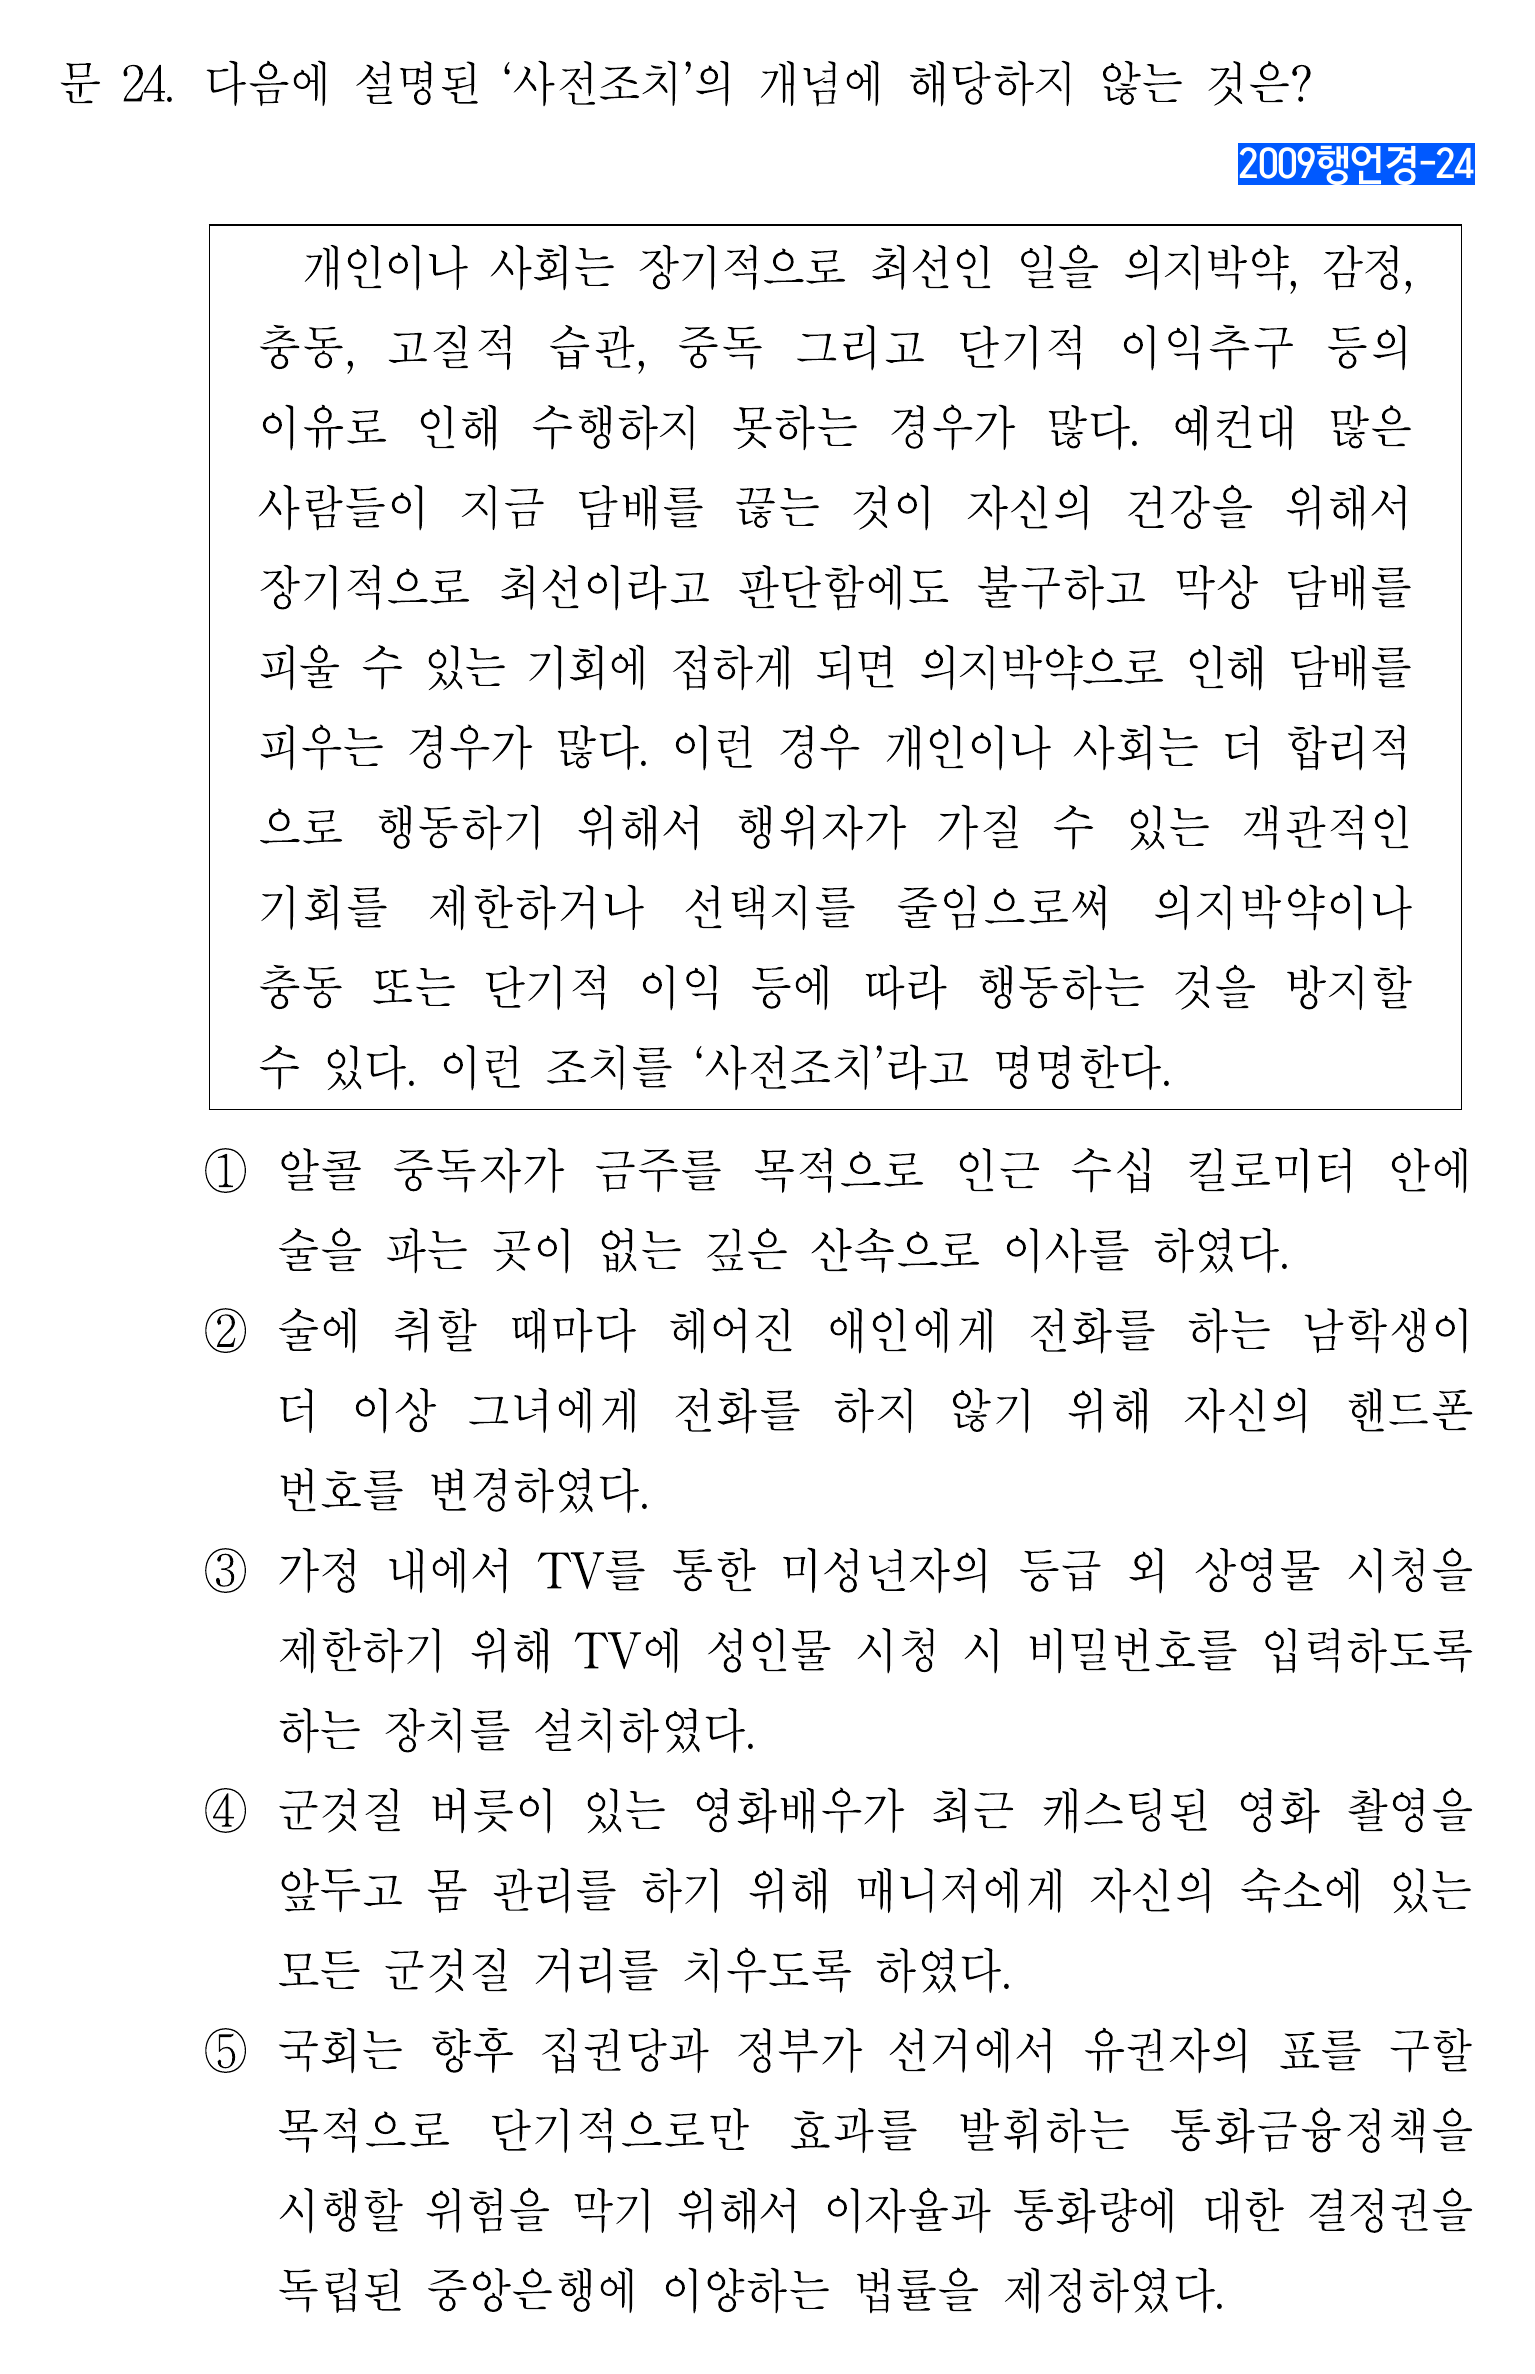 문 24. 다음에 설명된 ‘사전조치’의 개념에 해당하지 않는 것은?
2009행언경-24
개인이나 사회는 장기적으로 최선인 일을 의지박약, 감정,
충동, 고질적 습관, 중독 그리고 단기적 이익추구 등의
이유로 인해 수행하지 못하는 경우가 많다. 예컨대 많은
사람들이 지금 담배를 끊는 것이 자신의 건강을 위해서
장기적으로 최선이라고 판단함에도 불구하고 막상 담배를
피울 수 있는 기회에 접하게 되면 의지박약으로 인해 담배를
피우는 경우가 많다. 이런 경우 개인이나 사회는 더 합리적
으로 행동하기 위해서 행위자가 가질 수 있는 객관적인
기회를 제한하거나 선택지를 줄임으로써 의지박약이나
충동 또는 단기적 이익 등에 따라 행동하는 것을 방지할
수 있다. 이런 조치를 ‘사전조치’라고 명명한다.
① 알콜 중독자가 금주를 목적으로 인근 수십 킬로미터 안에
술을 파는 곳이 없는 깊은 산속으로 이사를 하였다.
② 술에 취할 때마다 헤어진 애인에게 전화를 하는 남학생이
더 이상 그녀에게 전화를 하지 않기 위해 자신의 핸드폰
번호를 변경하였다.
③ 가정 내에서 TV를 통한 미성년자의 등급 외 상영물 시청을
제한하기 위해 TV에 성인물 시청 시 비밀번호를 입력하도록
하는 장치를 설치하였다.
④ 군것질 버릇이 있는 영화배우가 최근 캐스팅된 영화 촬영을
앞두고 몸 관리를 하기 위해 매니저에게 자신의 숙소에 있는
모든 군것질 거리를 치우도록 하였다.
⑤ 국회는 향후 집권당과 정부가 선거에서 유권자의 표를 구할
목적으로 단기적으로만 효과를 발휘하는 통화금융정책을
시행할 위험을 막기 위해서 이자율과 통화량에 대한 결정권을
독립된 중앙은행에 이양하는 법률을 제정하였다.